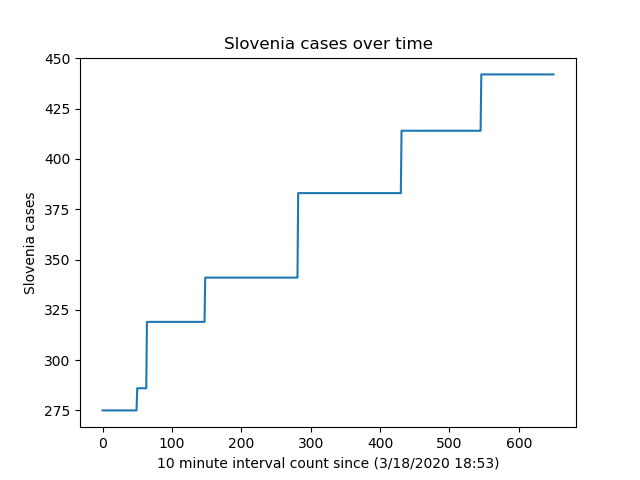 Slovenia cases over time
450
425
400
375
350
325
300
275
Slovenia cases
0 100 200 300 400 500 600
10 minute interval count since (3/18/2020 18:53)